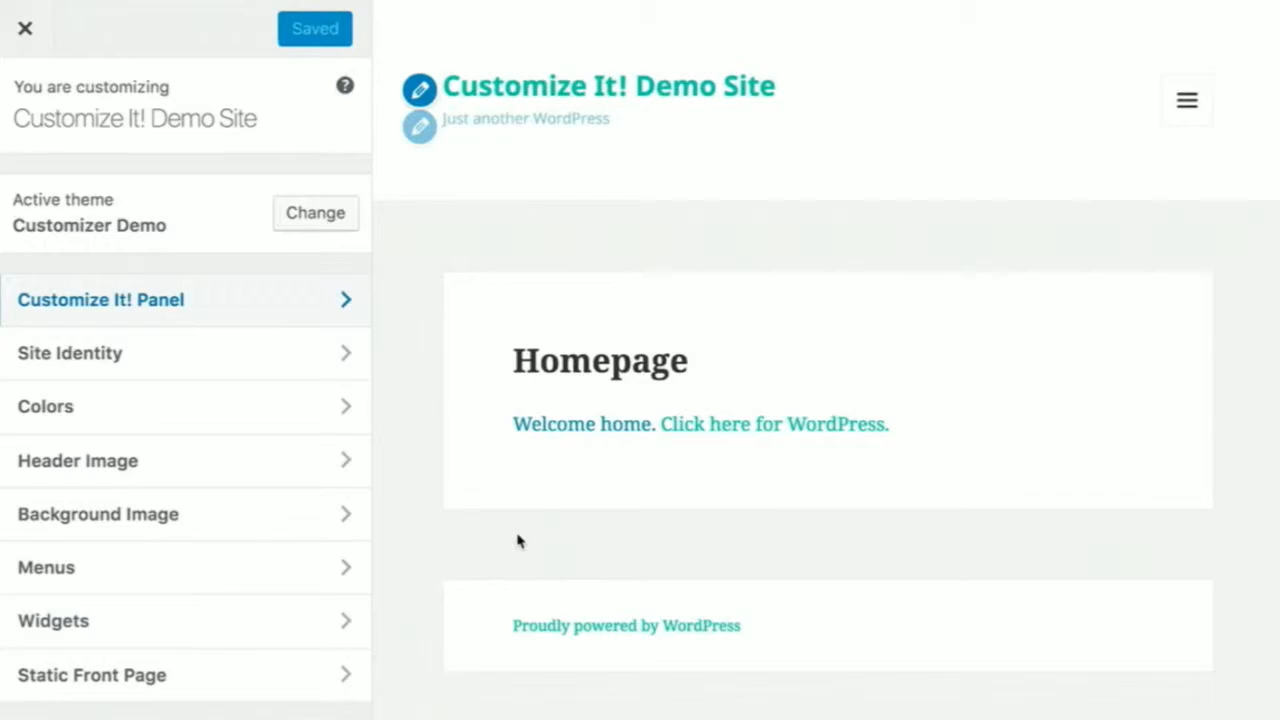 Saved
You are customizing
Customize It! Demo Site
Active theme
Customizer Demo
Change
Customize It! Panel
Site Identity
Colors
Header Image
Background Image
Menus
Widgets
Static Front Page
Customize It! Demo Site
Just another WordPress
Homepage
Welcome home. Click here for WordPress.
Proudly powered by WordPress